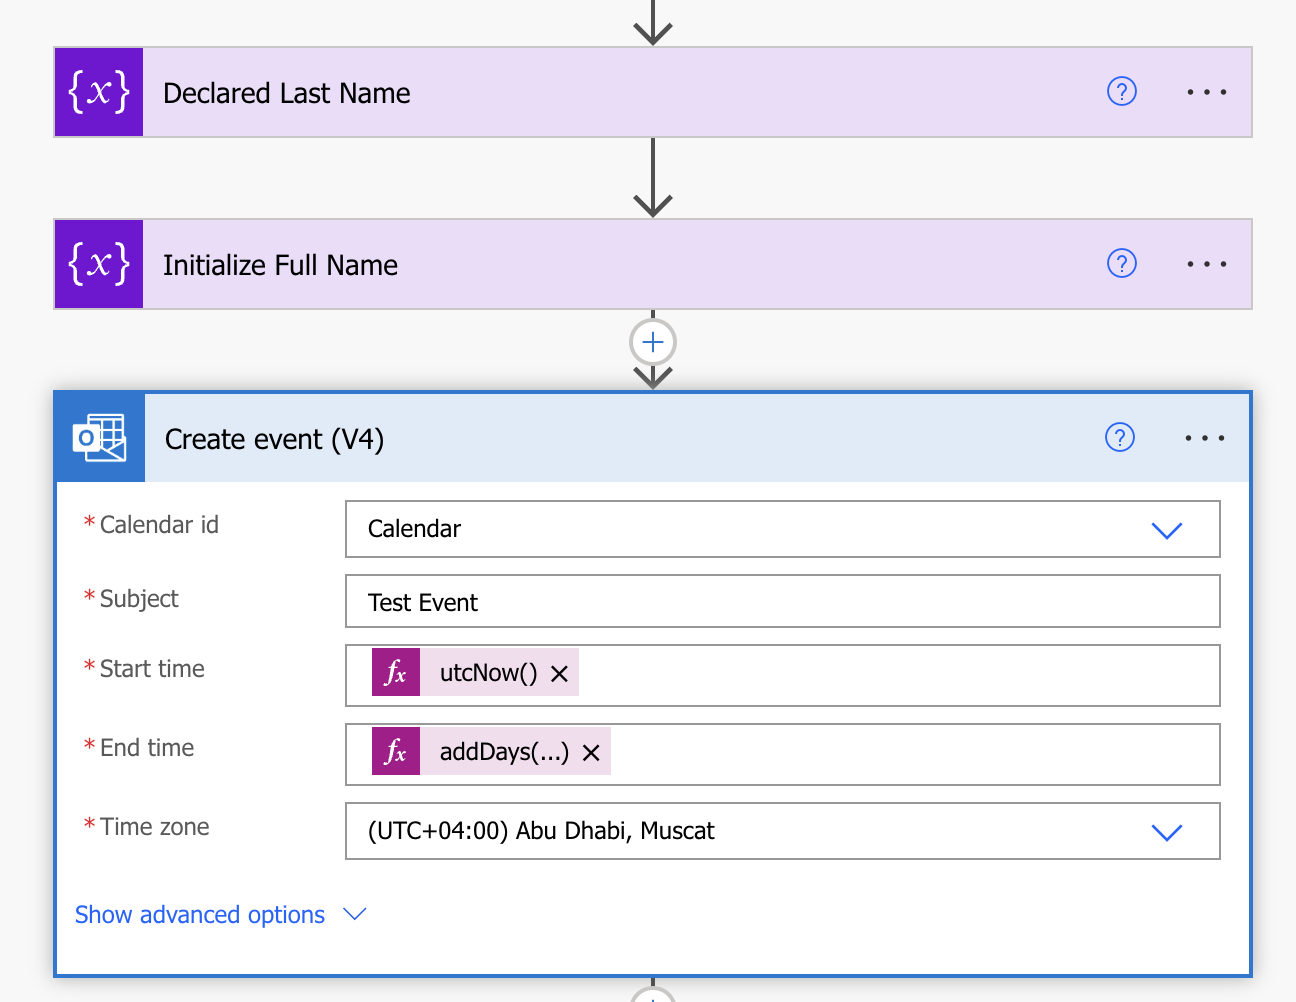 {x} Declared Last Name ? ...
{x} Initialize Full Name ? ...
Create event (V4) ? ...
* Calendar id Calendar
* Subject Test Event
* Start time fx utcNow() ×
* End time fx addDays(...) ×
* Time zone (UTC+04:00) Abu Dhabi, Muscat
Show advanced options